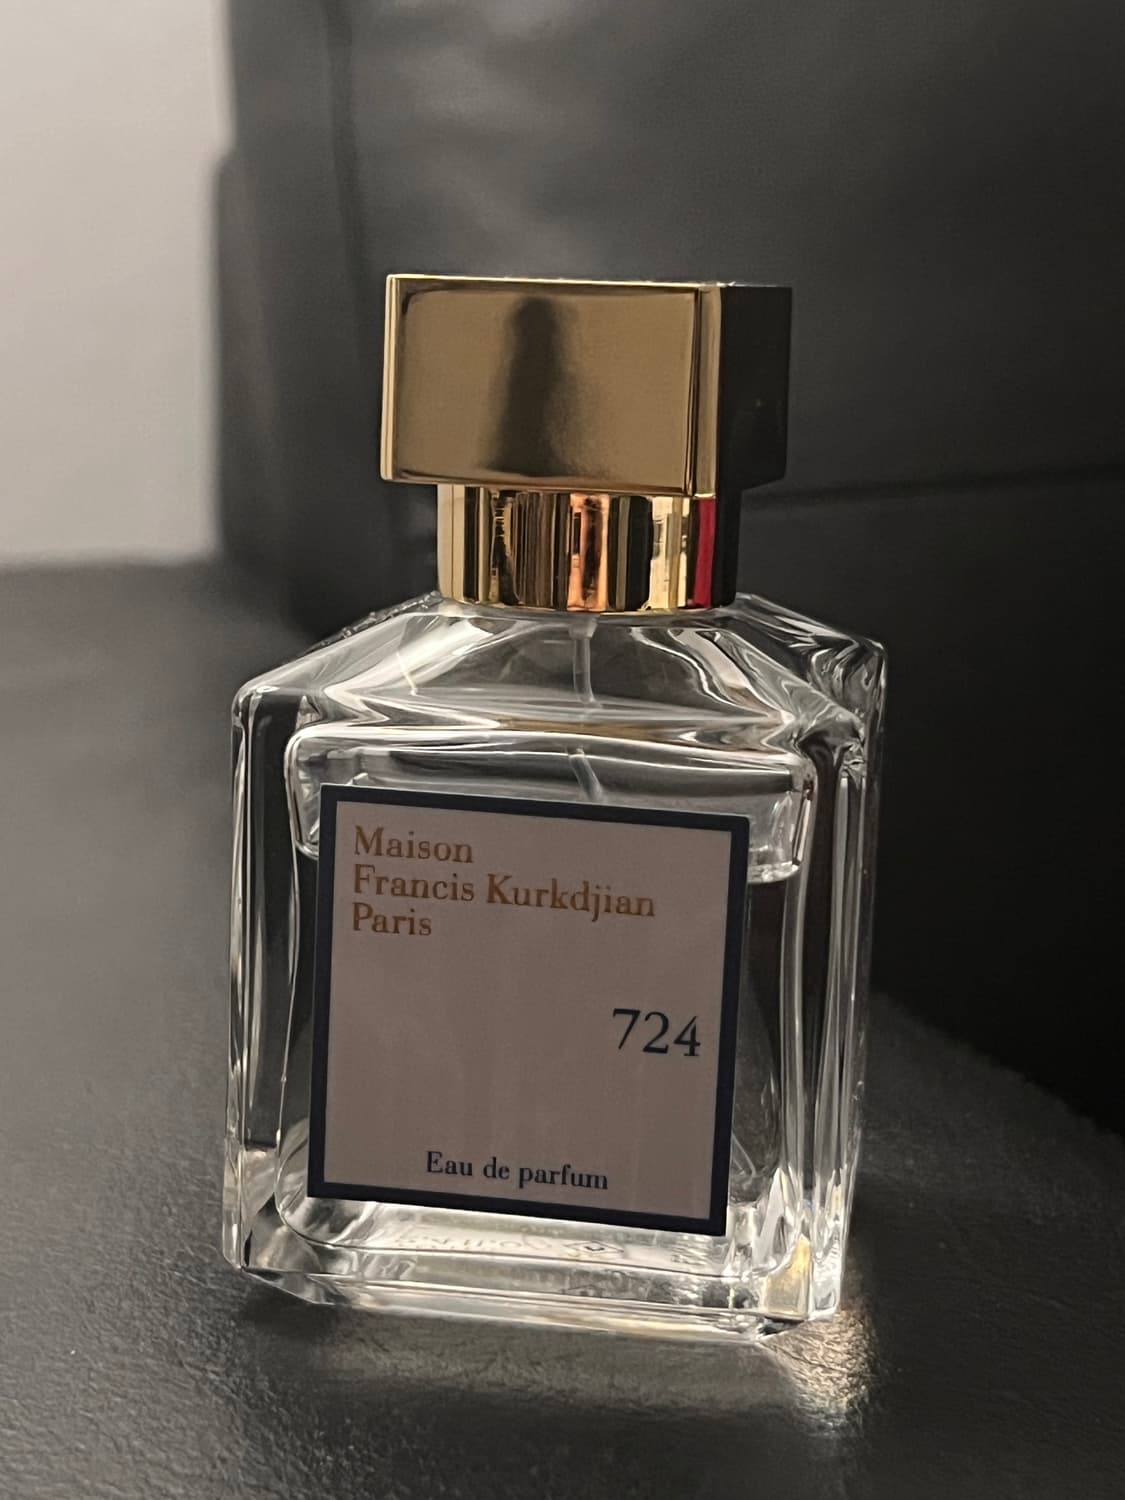 Maison
Francis Kurkdjian
Paris
724
Eau de parfum